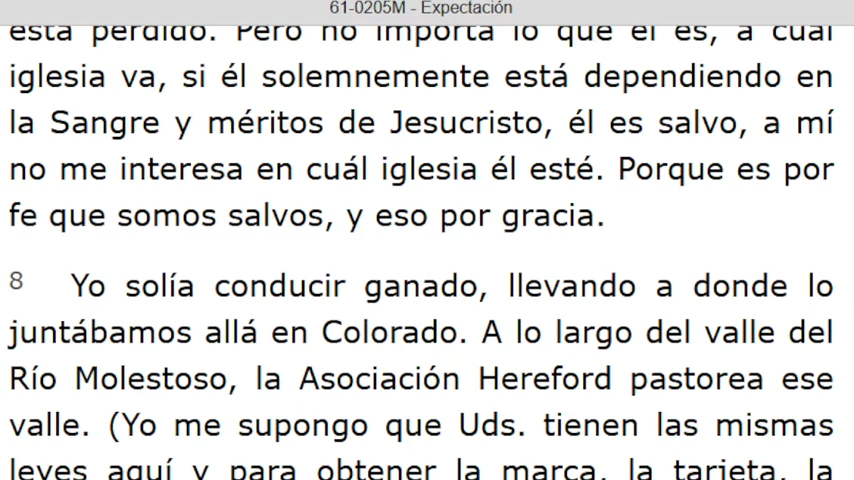 61-0205M - Expectación
está perdido. Pero no importa lo que él es, a cuál
iglesia va, si él solemnemente está dependiendo en
la Sangre y méritos de Jesucristo, él es salvo, a mí
no me interesa en cuál iglesia él esté. Porque es por
fe que somos salvos, y eso por gracia.
8 Yo solía conducir ganado, llevando a donde lo
juntábamos allá en Colorado. A lo largo del valle del
Río Molestoso, la Asociación Hereford pastorea ese
valle. (Yo me supongo que Uds. tienen las mismas
leyes aquí y para obtener la marca, la tarjeta, la